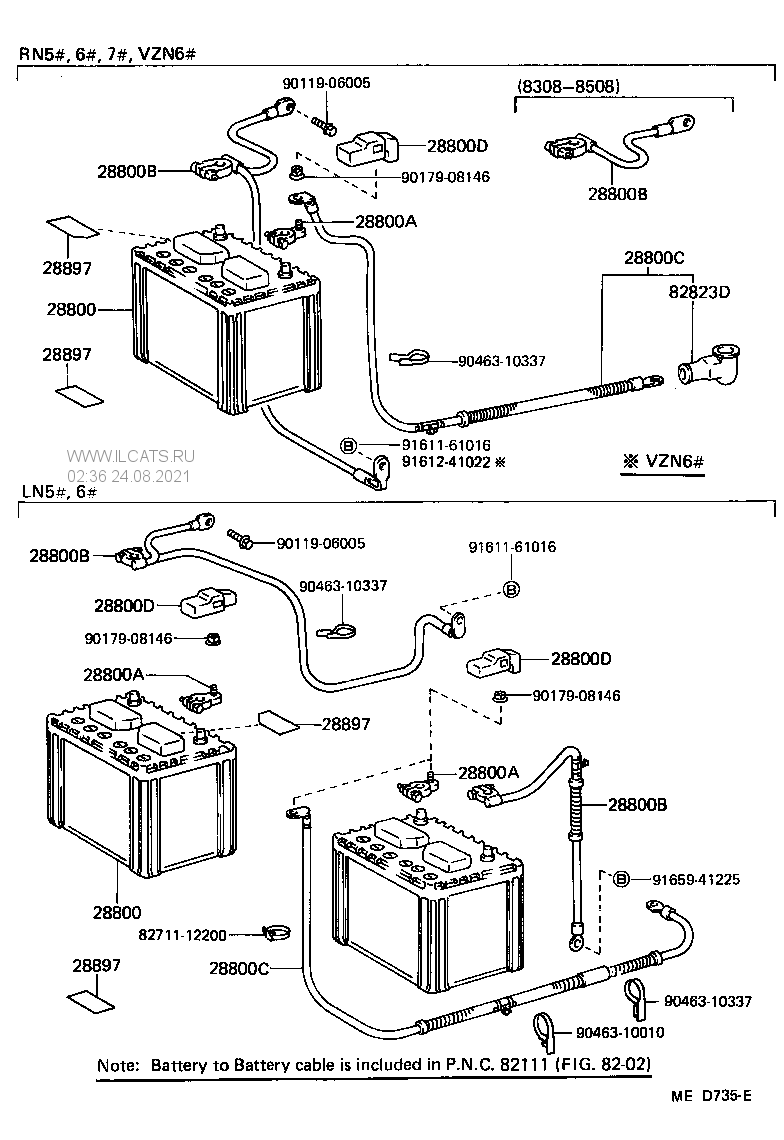 RN5#, 6#, 7#, VZN6#
90119-06005
(8308-8508)
28800D
28800B
90179-08146
28800B
28800A
28897
28800C
82823D
28800
28897
90463-10337
B
91611-61016
91612-41022 ※
※ VZN6#
WWW.ILCATS.RU
02:36 24.08.2021
LN5#, 6#
28800B
90119-06005
91611-61016
90463-10337
B
28800D
90179-08146
28800D
28800A
90179-08146
28897
28800A
28800B
B
91659-41225
28800
82711-12200
28897
28800C
90463-10337
90463-10010
Note: Battery to Battery cable is included in P.N.C. 82111 (FIG. 82-02)
ME D735-E